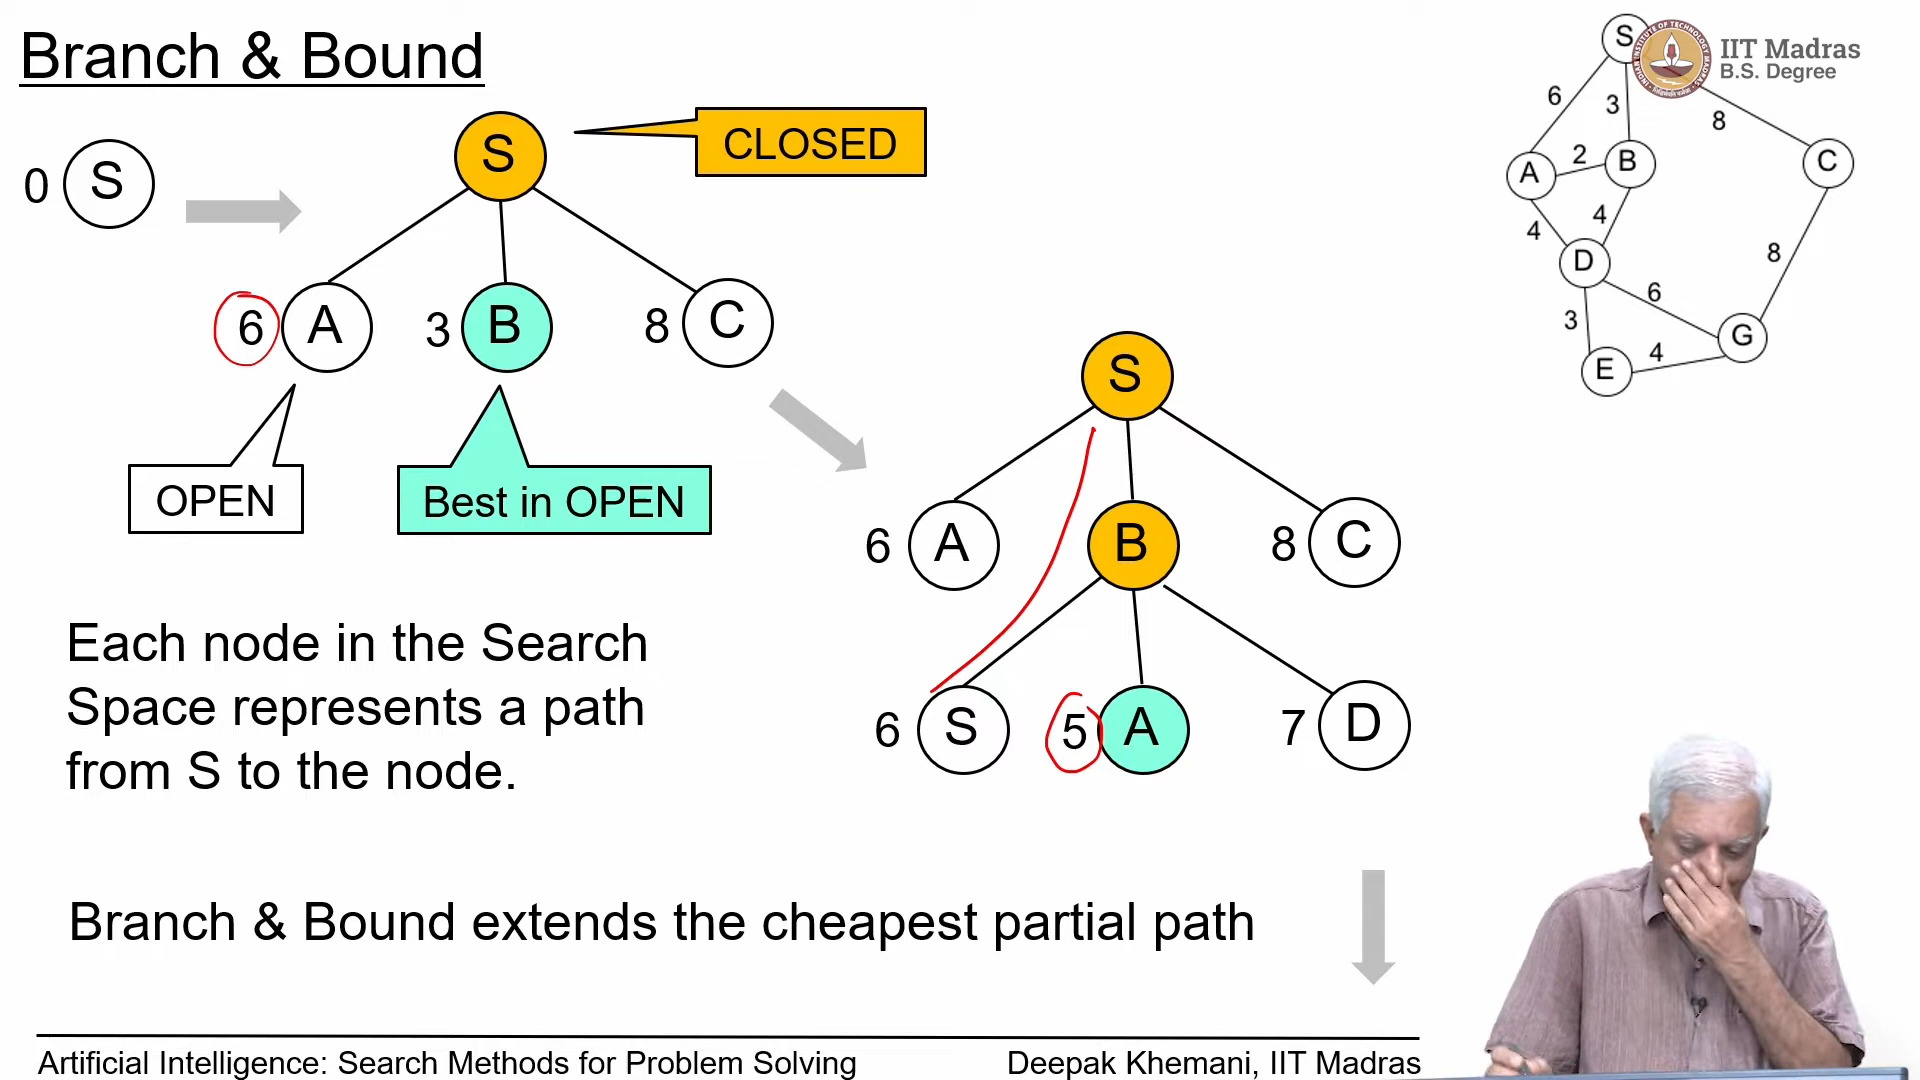 Branch & Bound
0 S
S
CLOSED
6 A
3 B
8 C
OPEN
Best in OPEN
S
6 A
B
8 C
6 S
5 A
7 D
Each node in the Search
Space represents a path
from S to the node.
Branch & Bound extends the cheapest partial path
S
IIT Madras
B.S. Degree
6
3
8
A
2
B
C
4
4
D
8
6
3
G
E
4
Artificial Intelligence: Search Methods for Problem Solving
Deepak Khemani, IIT Madras